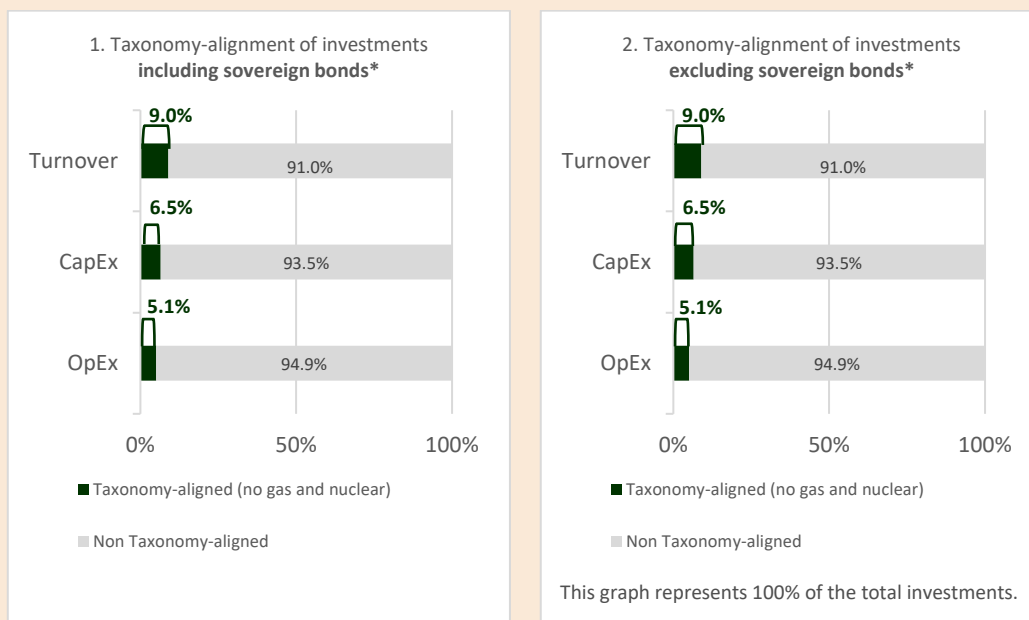 1. Taxonomy-alignment of investments
including sovereign bonds*
9.0%
Turnover
91.0%
6.5%
CapEx
93.5%
5.1%
OpEx
94.9%
0%
50%
100%
Taxonomy-aligned (no gas and nuclear)
Non Taxonomy-aligned
2. Taxonomy-alignment of investments
excluding sovereign bonds*
9.0%
Turnover
91.0%
6.5%
CapEx
93.5%
5.1%
OpEx
94.9%
0%
50%
100%
Taxonomy-aligned (no gas and nuclear)
Non Taxonomy-aligned
This graph represents 100% of the total investments.